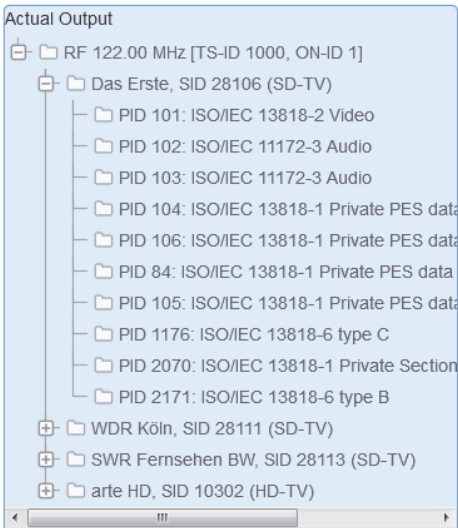 Actual Output
RF 122.00 MHz [TS-ID 1000, ON-ID 1]
Das Erste, SID 28106 (SD-TV)
PID 101: ISO/IEC 13818-2 Video
PID 102: ISO/IEC 11172-3 Audio
PID 103: ISO/IEC 11172-3 Audio
PID 104: ISO/IEC 13818-1 Private PES data
PID 106: ISO/IEC 13818-1 Private PES data
PID 84: ISO/IEC 13818-1 Private PES data
PID 105: ISO/IEC 13818-1 Private PES data
PID 1176: ISO/IEC 13818-6 type C
PID 2070: ISO/IEC 13818-1 Private Section
PID 2171: ISO/IEC 13818-6 type B
WDR Köln, SID 28111 (SD-TV)
SWR Fernsehen BW, SID 28113 (SD-TV)
arte HD, SID 10302 (HD-TV)